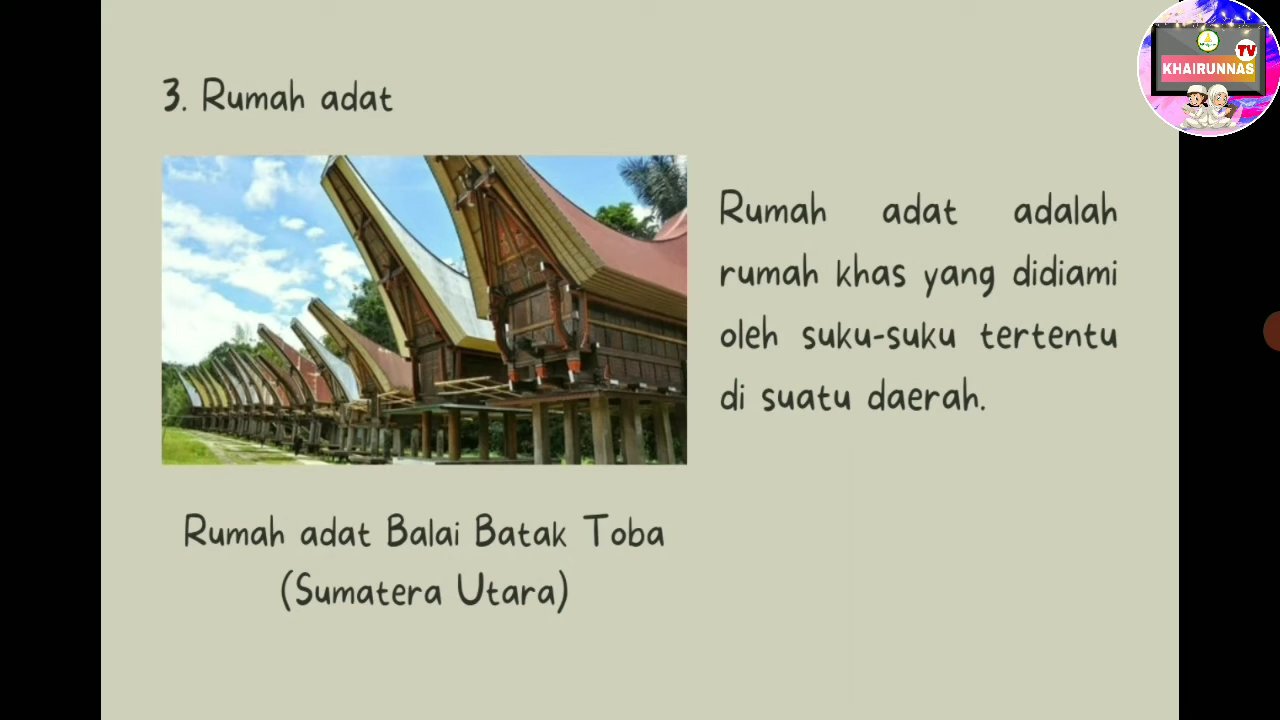 3. Rumah adat
Rumah adat adalah
rumah khas yang didiami
oleh suku-suku tertentu
di suatu daerah.
Rumah adat Balai Batak Toba
(Sumatera Utara)
TV
KHAIRUNNAS